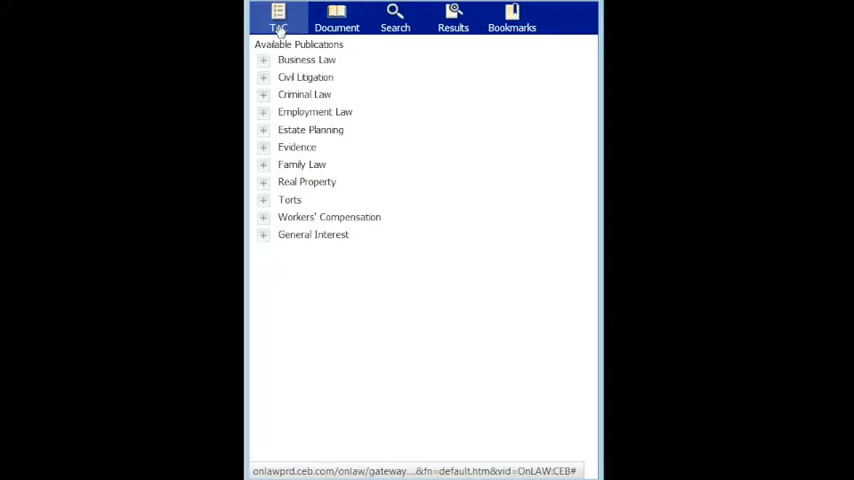 Document Search Results Bookmarks
Available Publications
Business Law
Civil Litigation
Criminal Law
Employment Law
Estate Planning
Evidence
Family Law
Real Property
Torts
Workers' Compensation
General Interest
onlawprd.ceb.com/onlaw/gateway....&fn=default.htm&vid=OnLAW:CEB#